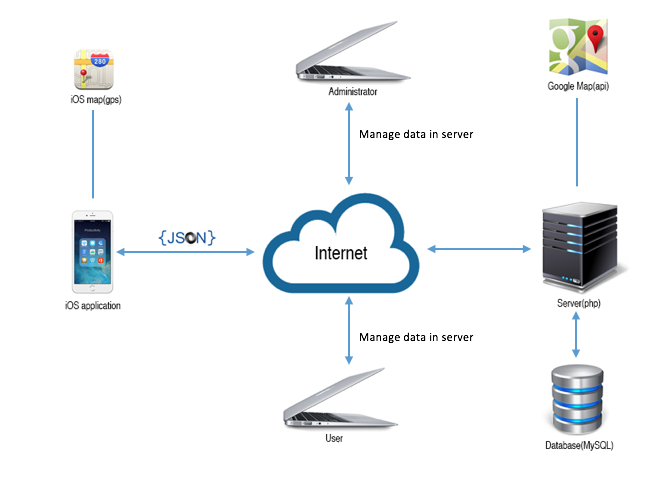 280
iOS map(gps)
Administrator
g
Google Map(api)
Manage data in server
{JSON}
Internet
iOS application
Server(php)
Manage data in server
User
Database(MySQL)